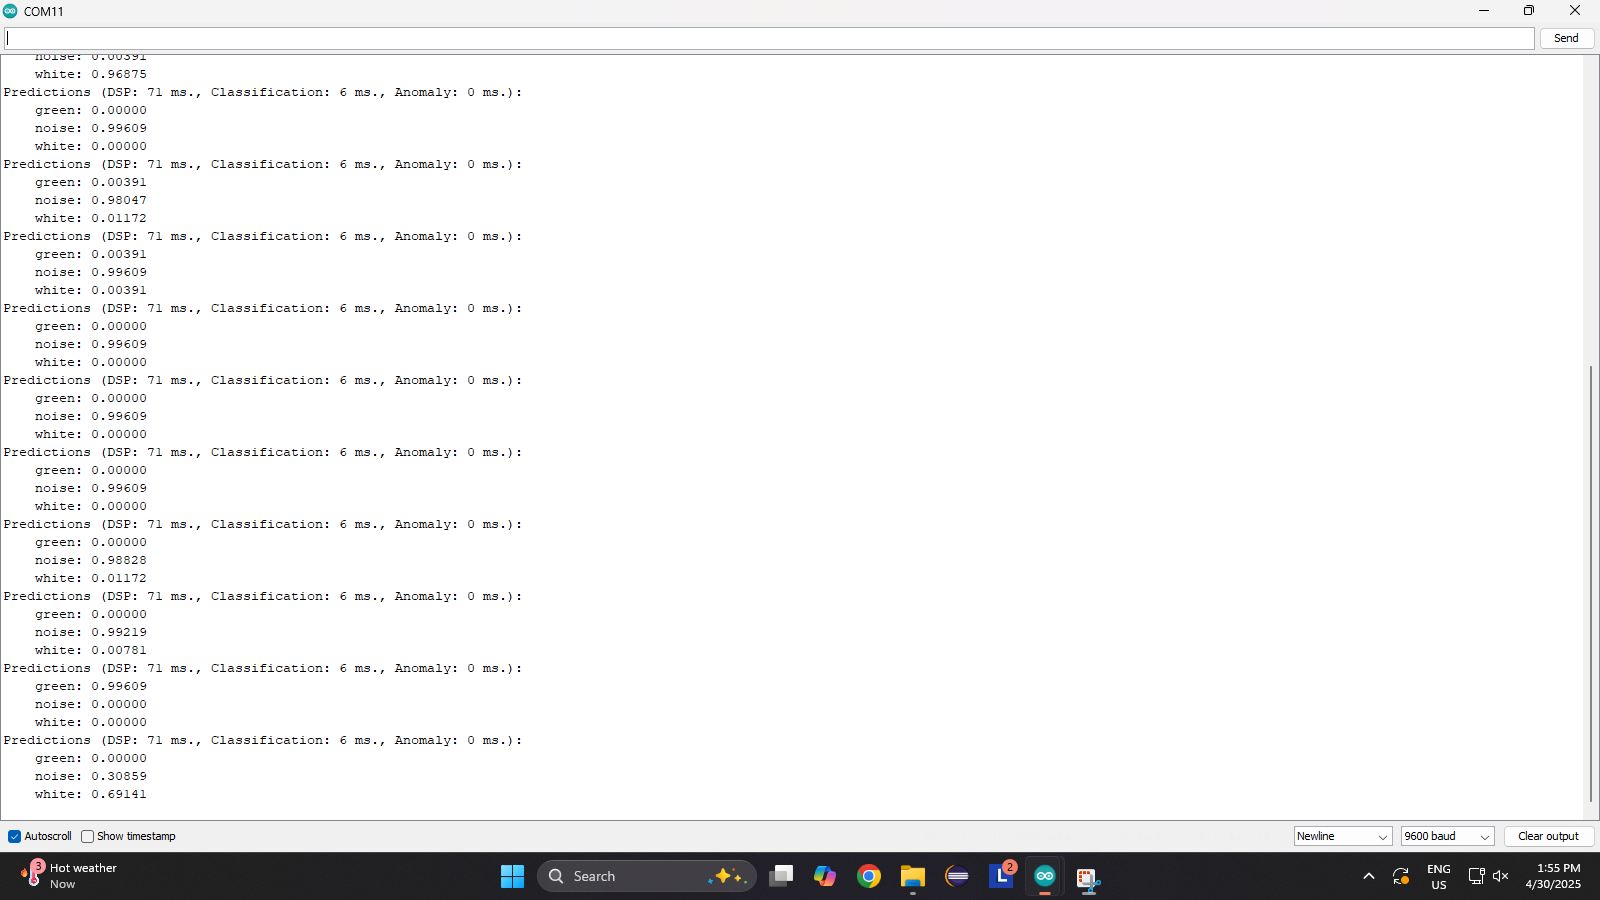 COM11
Send
noise: 0.00391
white: 0.96875
Predictions (DSP: 71 ms., Classification: 6 ms., Anomaly: 0 ms.):
green: 0.00000
noise: 0.99609
white: 0.00000
Predictions (DSP: 71 ms., Classification: 6 ms., Anomaly: 0 ms.):
green: 0.00391
noise: 0.98047
white: 0.01172
Predictions (DSP: 71 ms., Classification: 6 ms., Anomaly: 0 ms.):
green: 0.00391
noise: 0.99609
white: 0.00391
Predictions (DSP: 71 ms., Classification: 6 ms., Anomaly: 0 ms.):
green: 0.00000
noise: 0.99609
white: 0.00000
Predictions (DSP: 71 ms., Classification: 6 ms., Anomaly: 0 ms.):
green: 0.00000
noise: 0.99609
white: 0.00000
Predictions (DSP: 71 ms., Classification: 6 ms., Anomaly: 0 ms.):
green: 0.00000
noise: 0.99609
white: 0.00000
Predictions (DSP: 71 ms., Classification: 6 ms., Anomaly: 0 ms.):
green: 0.00000
noise: 0.98828
white: 0.01172
Predictions (DSP: 71 ms., Classification: 6 ms., Anomaly: 0 ms.):
green: 0.00000
noise: 0.99219
white: 0.00781
Predictions (DSP: 71 ms., Classification: 6 ms., Anomaly: 0 ms.):
green: 0.99609
noise: 0.00000
white: 0.00000
Predictions (DSP: 71 ms., Classification: 6 ms., Anomaly: 0 ms.):
green: 0.00000
noise: 0.30859
white: 0.69141
Autoscroll Show timestamp Newline 9600 baud Clear output
3 Hot weather
Now
Search
L 2
ENG
US
1:55 PM
4/30/2025